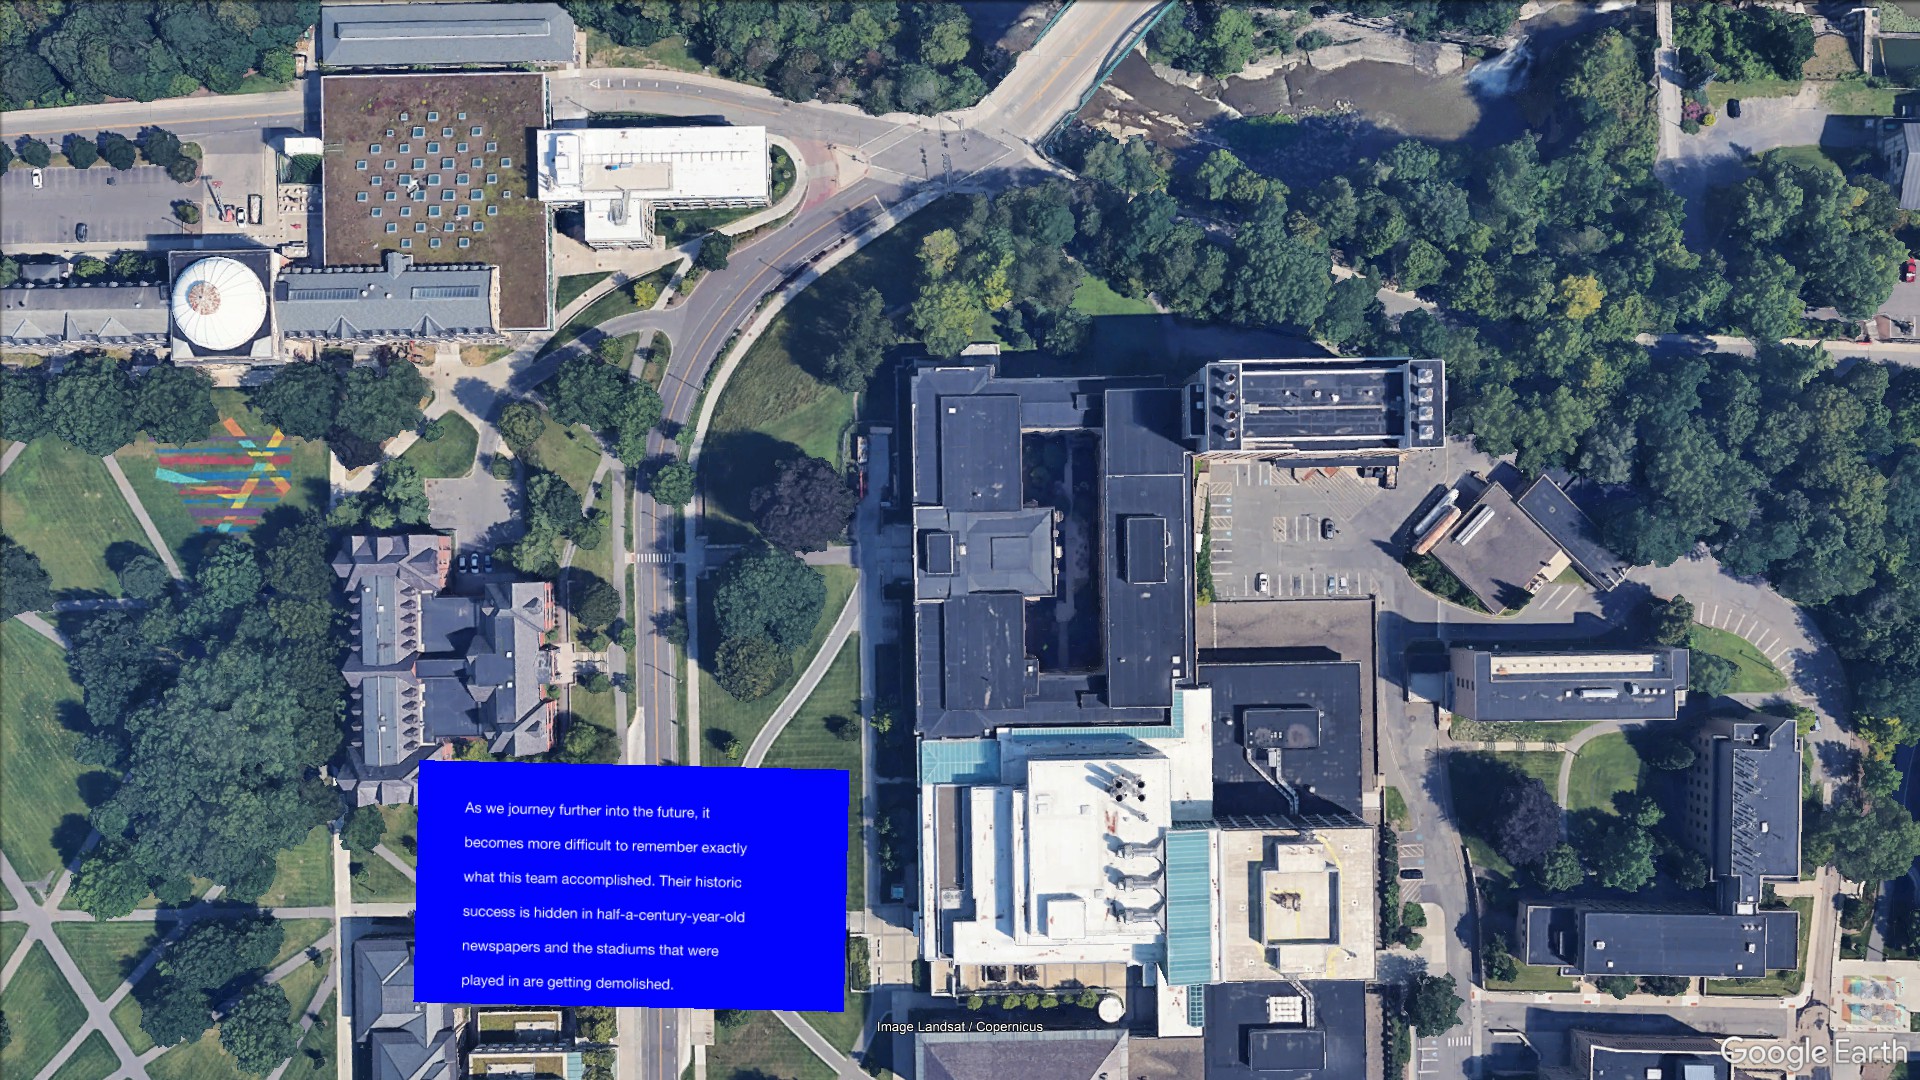 As we journey further into the future, it
becomes more difficult to remember exactly
what this team accomplished. Their historic
success is hidden in half-a-century-year-old
newspapers and the stadiums that were
played in are getting demolished.
Image Landsat / Copernicus
Google Earth